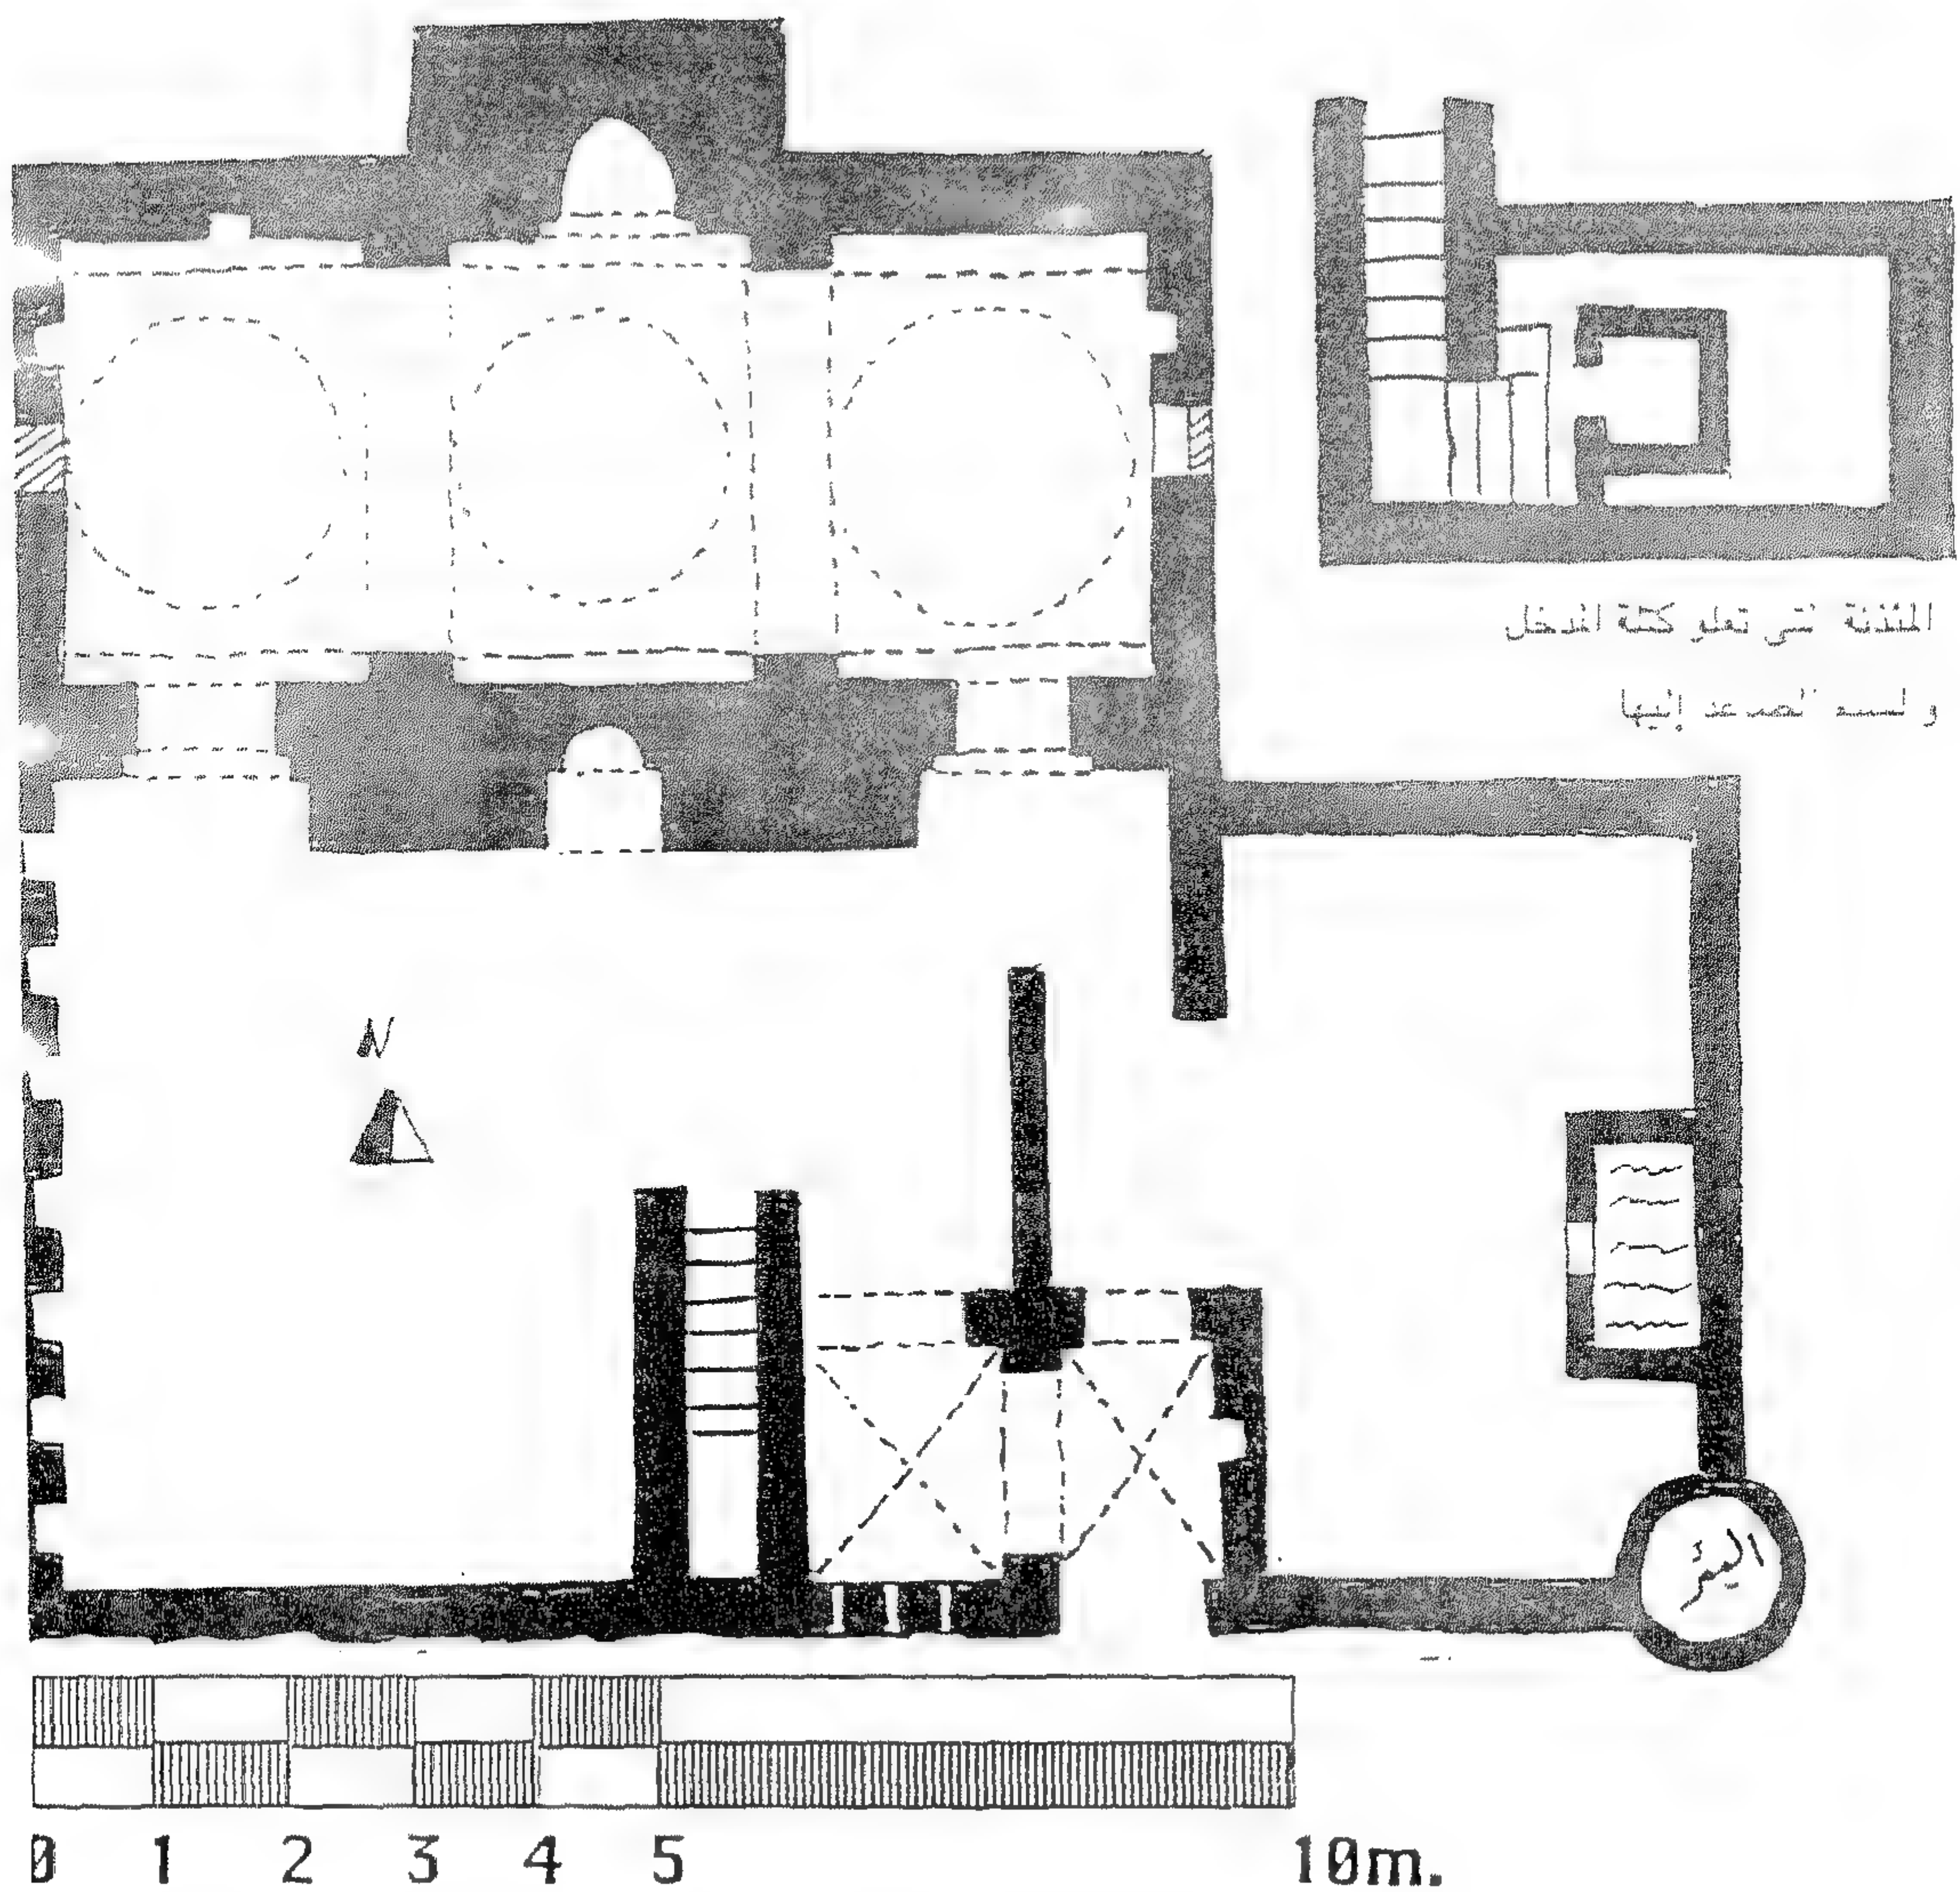 المئذنة التي تعلو كتلة المدخل
والسلم الصاعد إليها
N
البئر
0 1 2 3 4 5 10m.